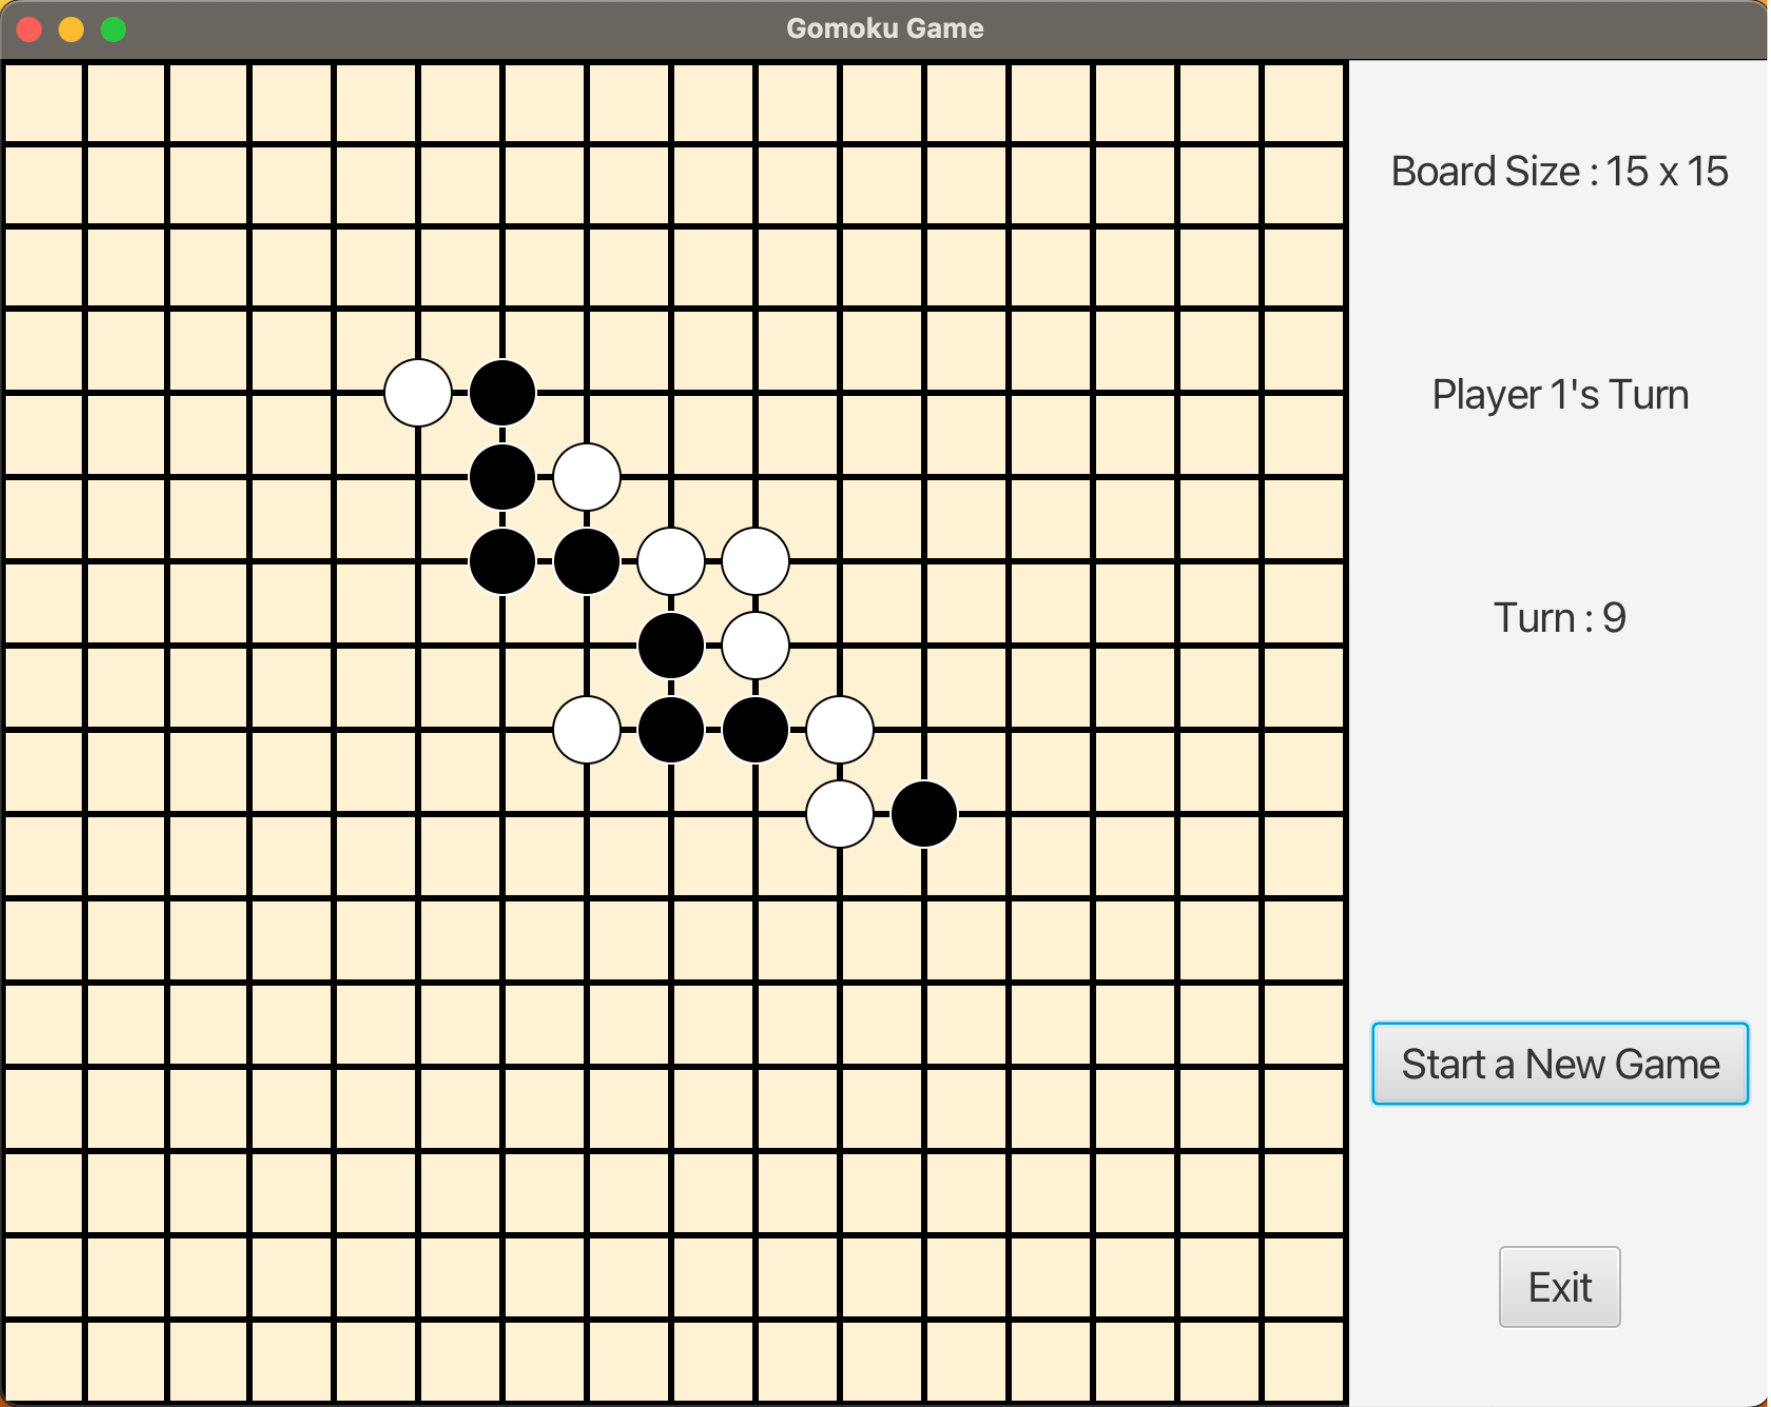 Gomoku Game
Board Size : 15 x 15
Player 1's Turn
Turn : 9
Start a New Game
Exit